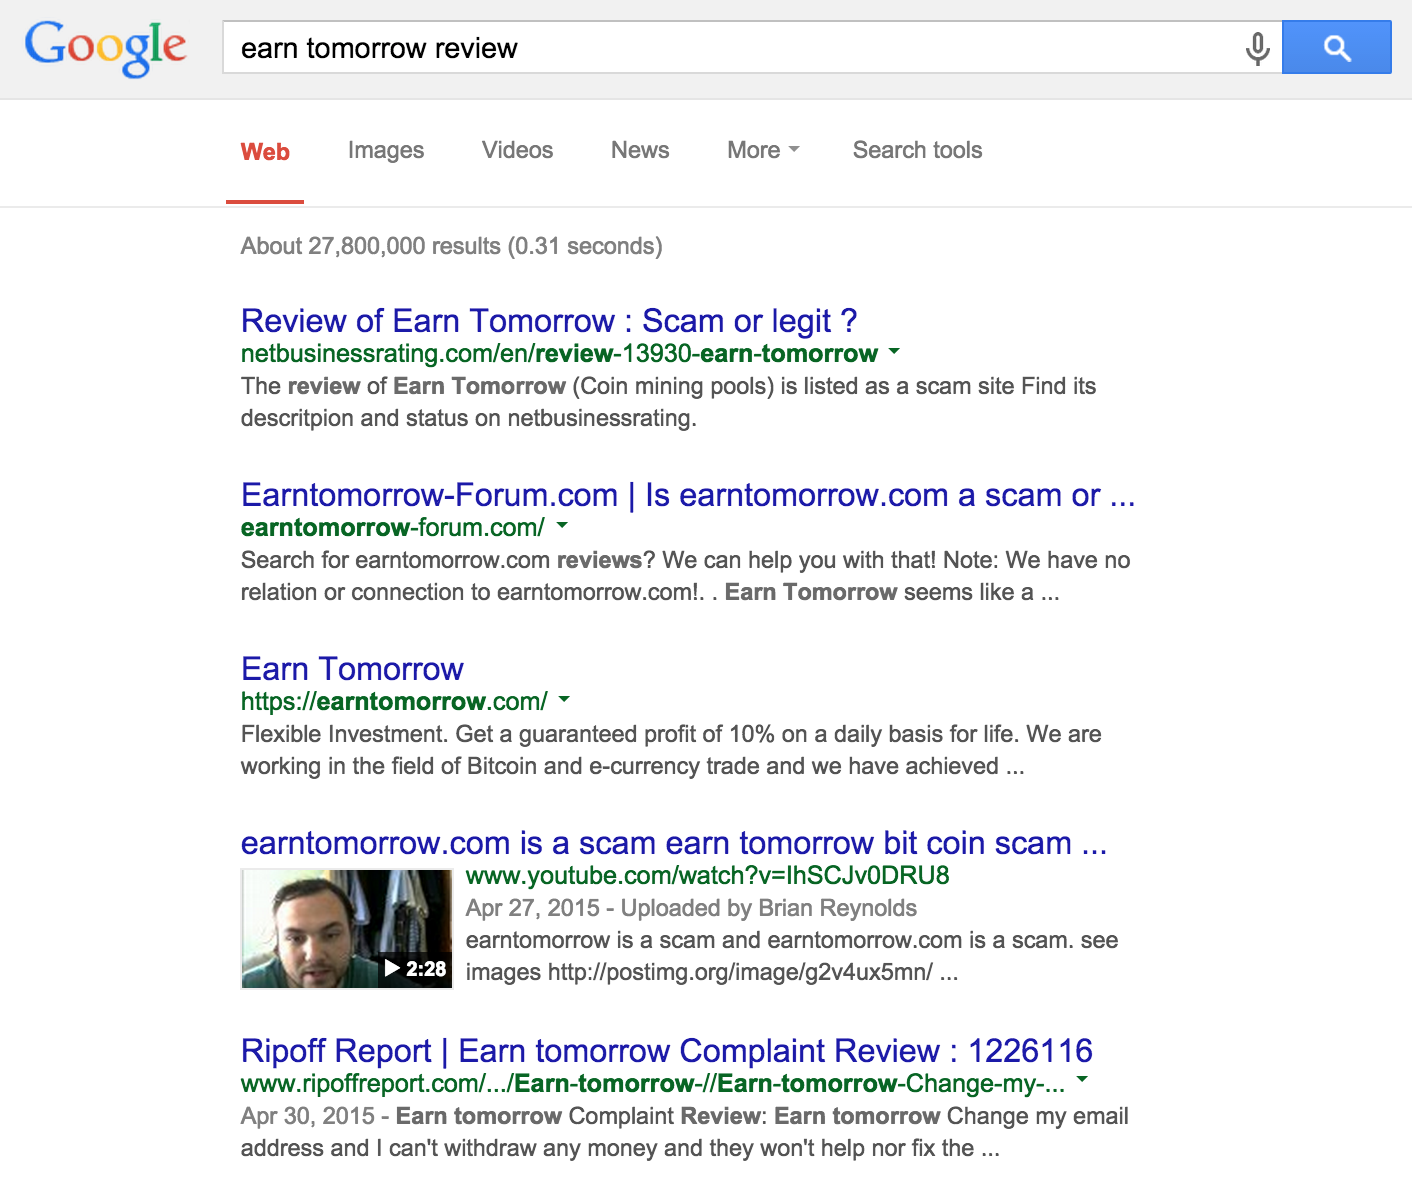 Google
earn tomorrow review
Web Images Videos News More Search tools
About 27,800,000 results (0.31 seconds)
Review of Earn Tomorrow : Scam or legit ?
netbusinessrating.com/en/review-13930-earn-tomorrow
The review of Earn Tomorrow (Coin mining pools) is listed as a scam site Find its
descritpion and status on netbusinessrating.
Earntomorrow-Forum.com | Is earntomorrow.com a scam or ...
earntomorrow-forum.com/
Search for earntomorrow.com reviews? We can help you with that! Note: We have no
relation or connection to earntomorrow.com!. . Earn Tomorrow seems like a ...
Earn Tomorrow
https://earntomorrow.com/
Flexible Investment. Get a guaranteed profit of 10% on a daily basis for life. We are
working in the field of Bitcoin and e-currency trade and we have achieved ...
earntomorrow.com is a scam earn tomorrow bit coin scam ...
www.youtube.com/watch?v=IhSCJv0DRU8
Apr 27, 2015 - Uploaded by Brian Reynolds
earntomorrow is a scam and earntomorrow.com is a scam. see
images http://postimg.org/image/g2v4ux5mn/ ...
2:28
Ripoff Report | Earn tomorrow Complaint Review : 1226116
www.ripoffreport.com/.../Earn-tomorrow-//Earn-tomorrow-Change-my-...
Apr 30, 2015 - Earn tomorrow Complaint Review: Earn tomorrow Change my email
address and I can't withdraw any money and they won't help nor fix the ...